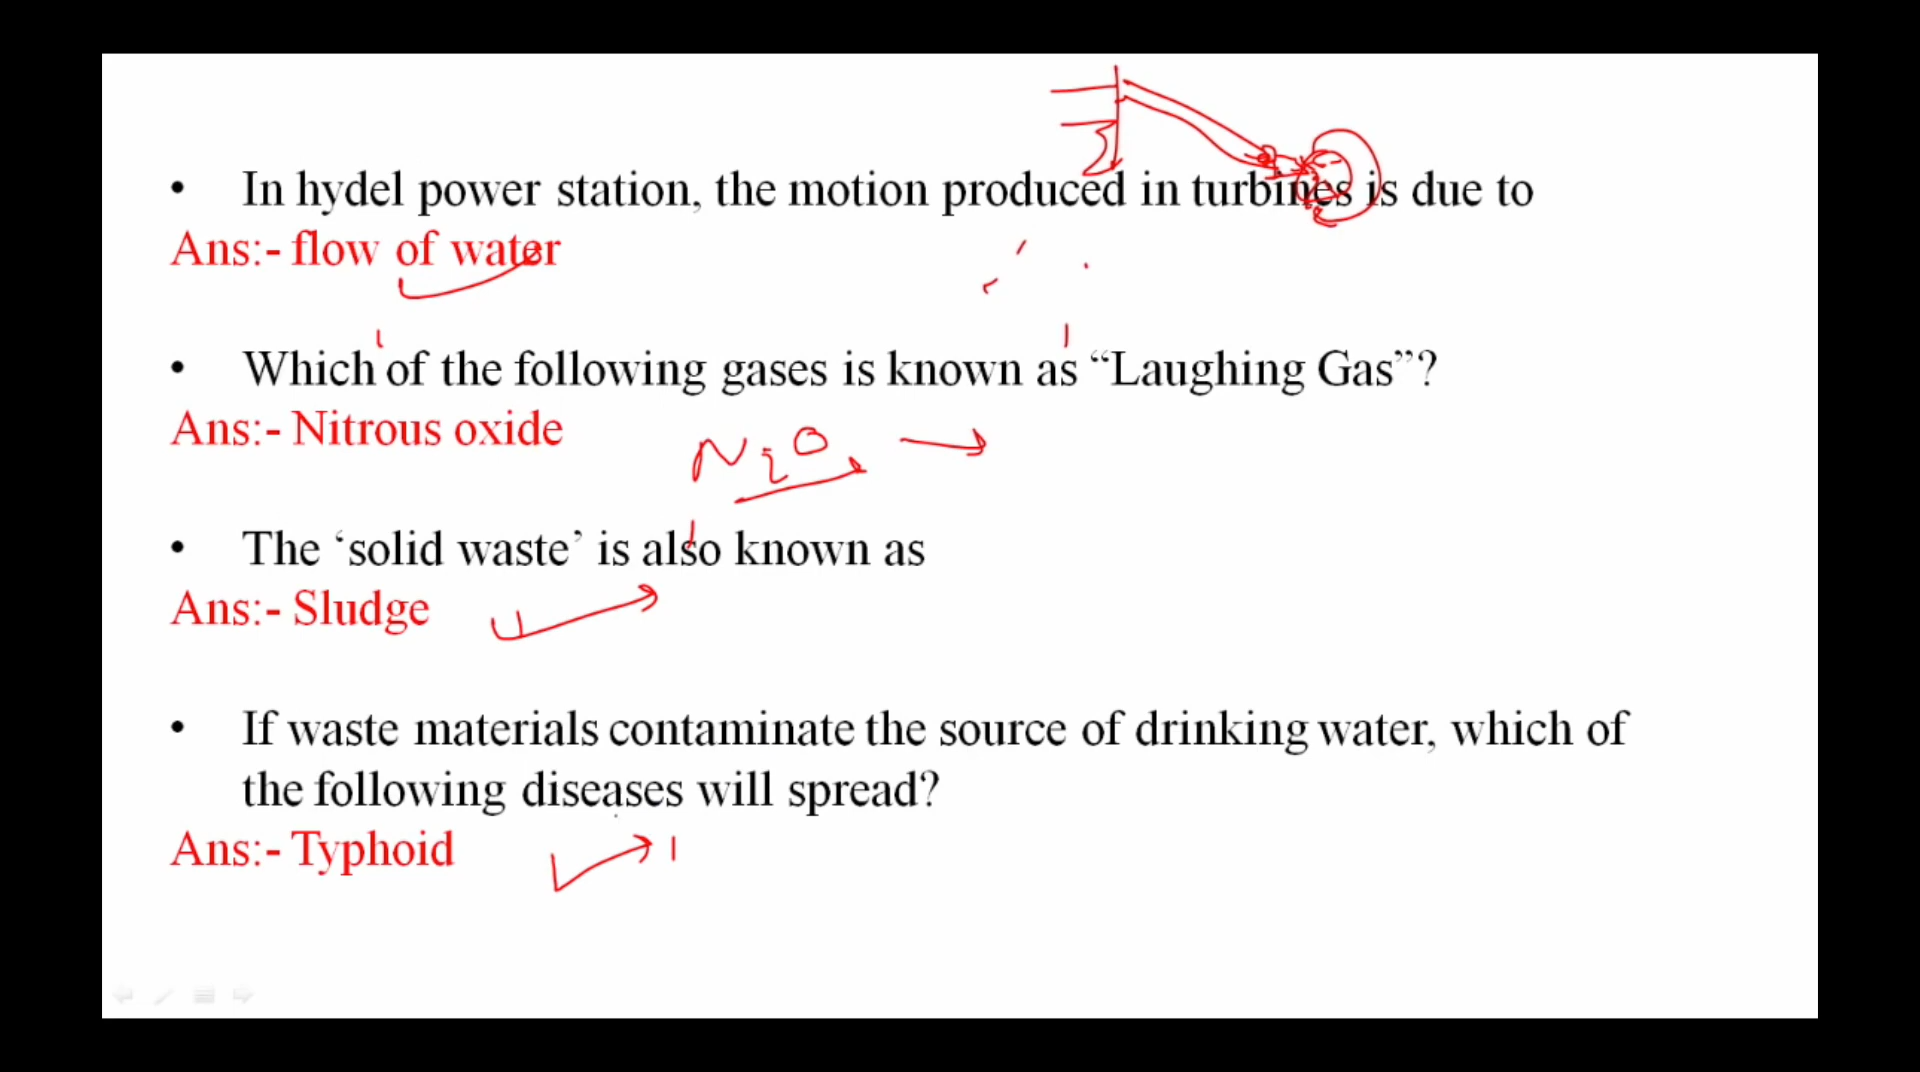 • In hydel power station, the motion produced in turbines is due to
Ans:- flow of water
• Which of the following gases is known as “Laughing Gas”?
Ans:- Nitrous oxide
N2O
• The ‘solid waste’ is also known as
Ans:- Sludge
• If waste materials contaminate the source of drinking water, which of
the following diseases will spread?
Ans:- Typhoid